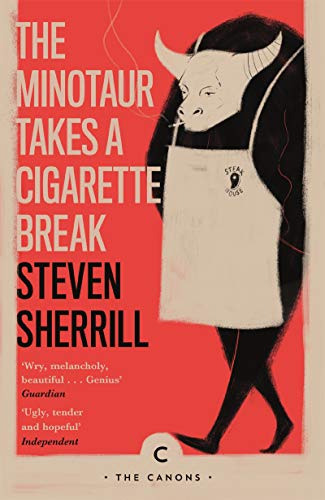 THE
MINOTAUR
TAKES A
CIGARETTE
BREAK
STEVEN
SHERRILL
STEAK
HOUSE
‘Wry, melancholy,
beautiful . . . Genius’
Guardian
‘Ugly, tender
and hopeful’
Independent
C
• THE CANONS •